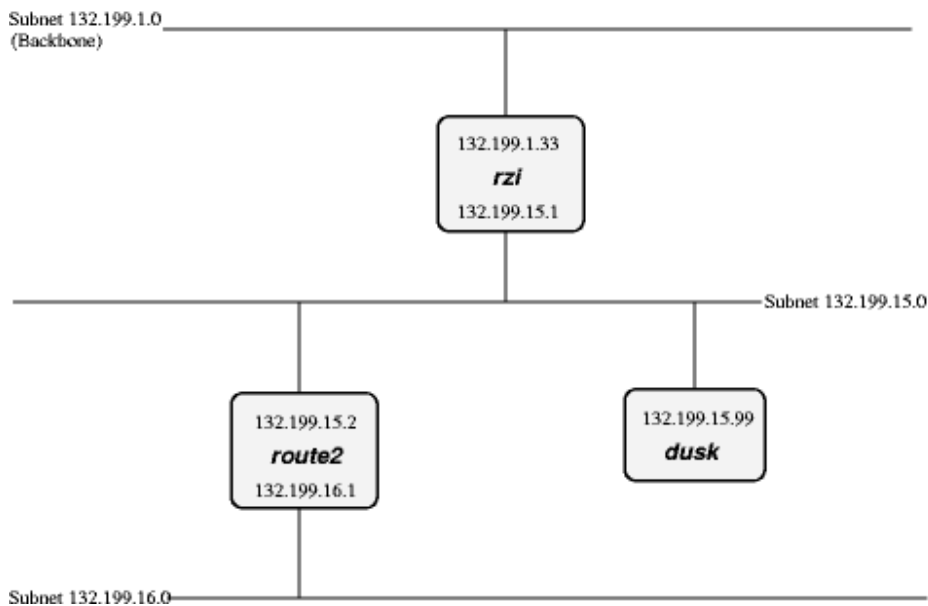 Subnet 132.199.1.0
(Backbone)
132.199.1.33
rzi
132.199.15.1
Subnet 132.199.15.0
132.199.15.2
route2
132.199.16.1
132.199.15.99
dusk
Subnet 132.199.16.0